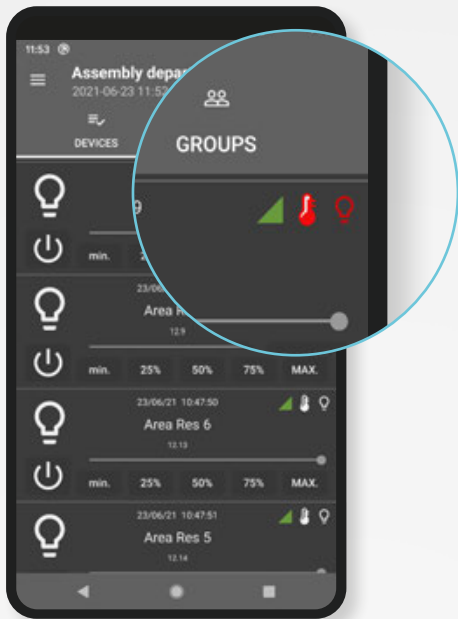 11:53
Assembly depar
2021-06-23 11:52
DEVICES
GROUPS
9
min.
23/06/
Area R
12.9
min. 25% 50% 75% MAX.
23/06/21 10:47:50
Area Res 6
12.13
min. 25% 50% 75% MAX.
23/06/21 10:47:51
Area Res 5
12.14